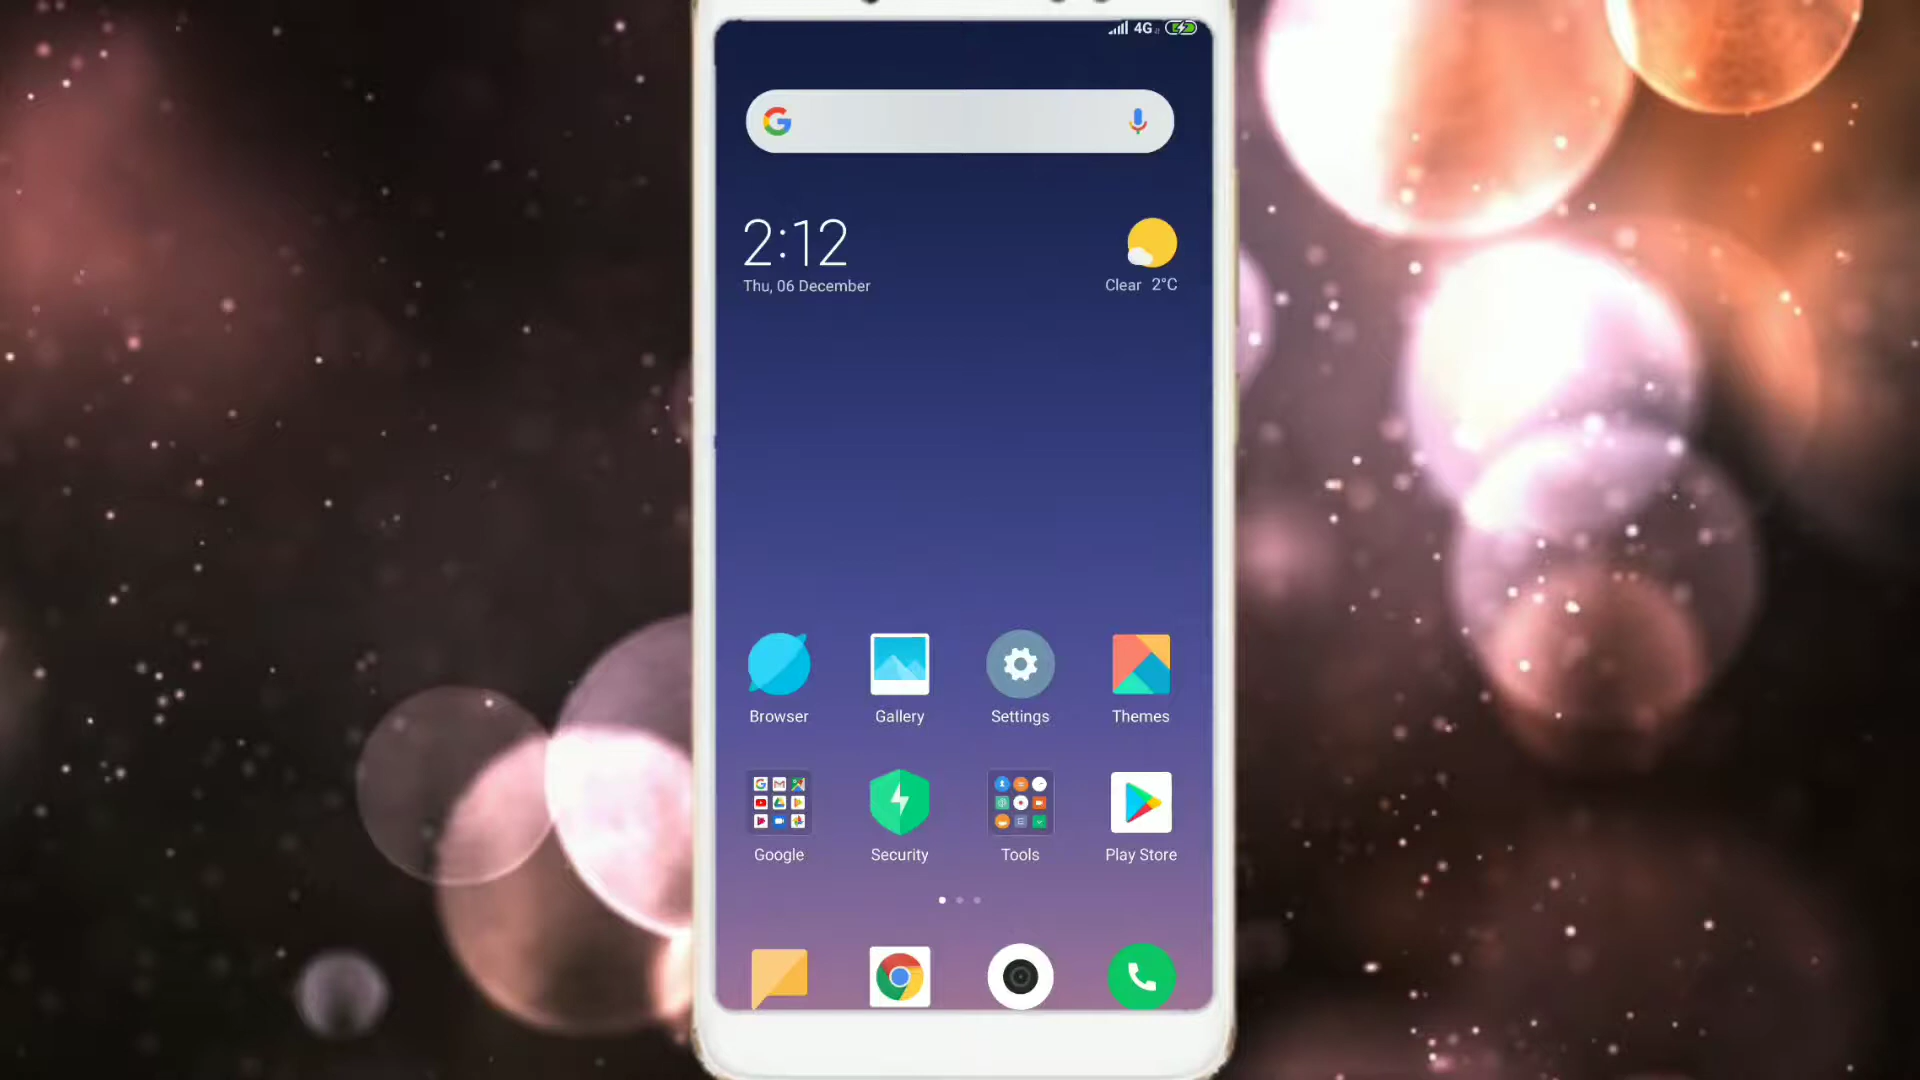 4G
2:12
Thu, 06 December
Clear 2°C
Browser Gallery Settings Themes
Google Security Tools Play Store